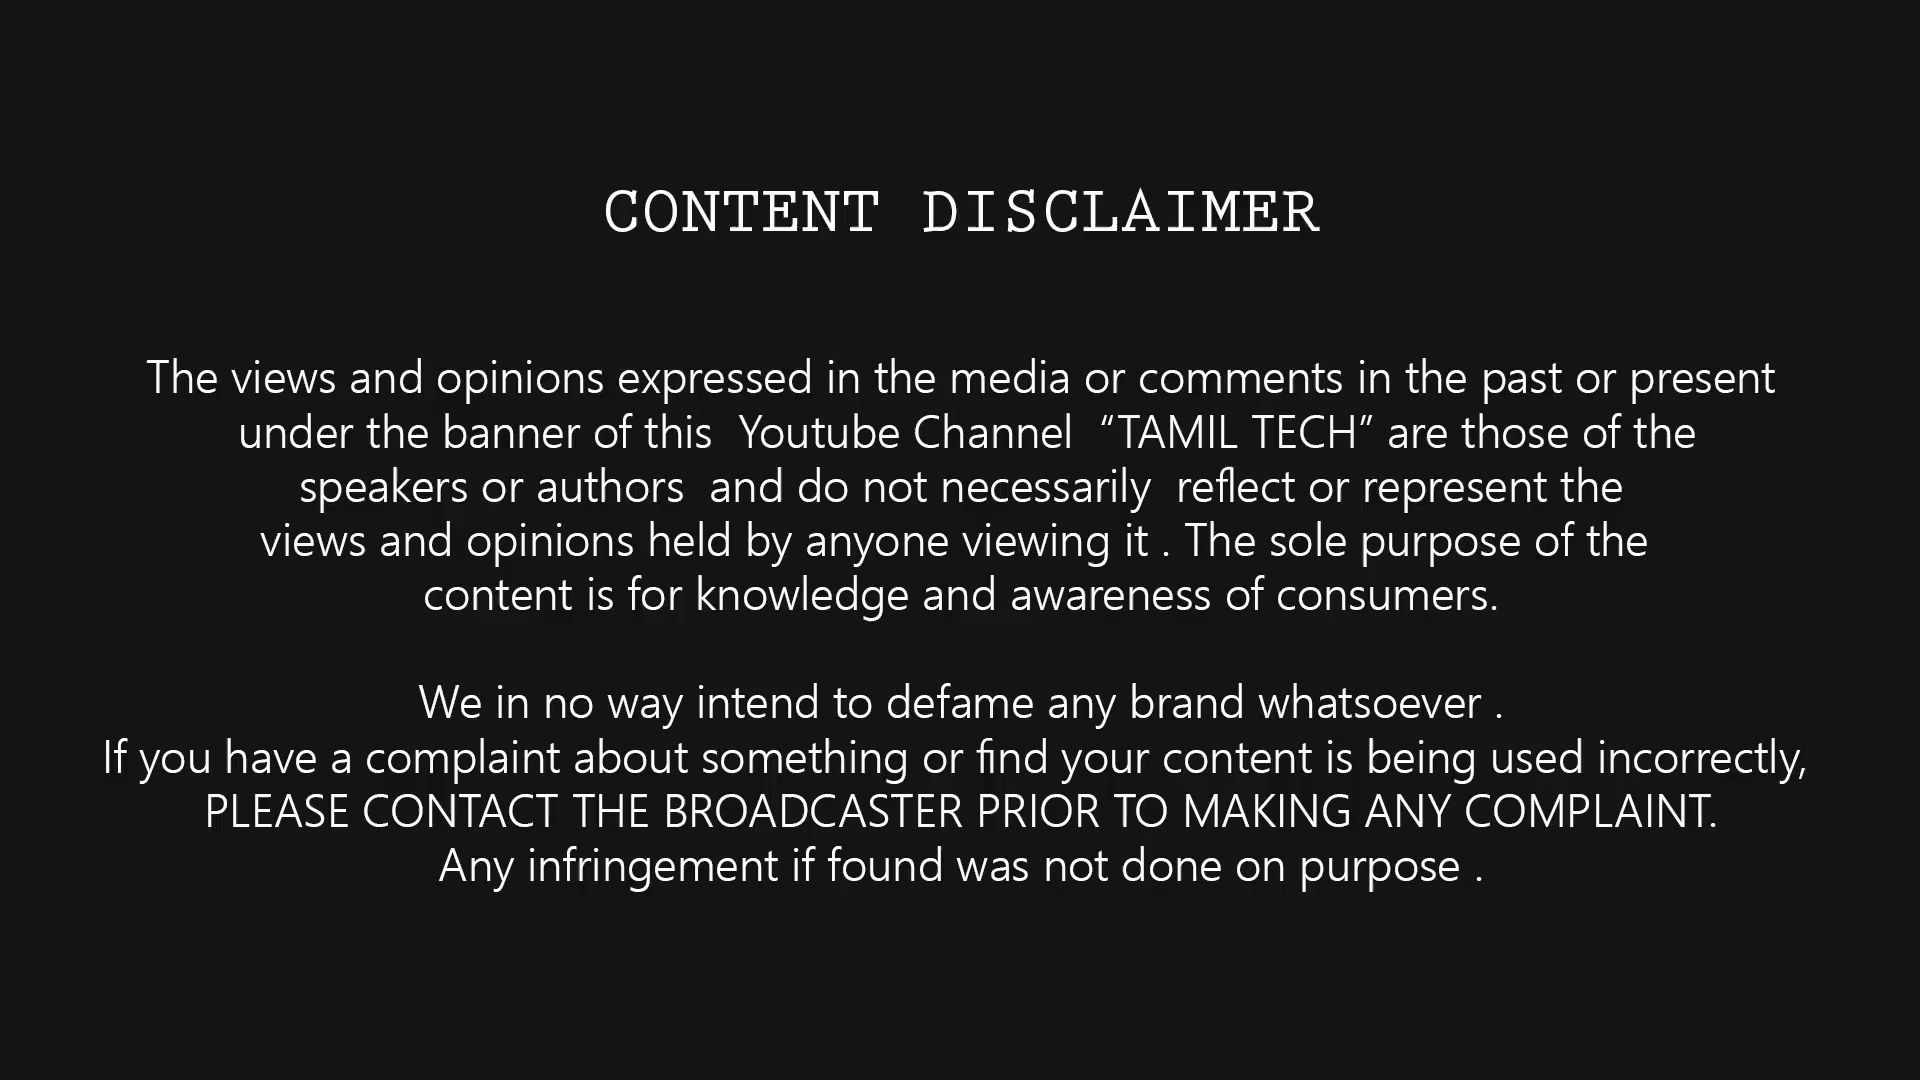 CONTENT DISCLAIMER
The views and opinions expressed in the media or comments in the past or present
under the banner of this Youtube Channel “TAMIL TECH” are those of the
speakers or authors and do not necessarily reflect or represent the
views and opinions held by anyone viewing it . The sole purpose of the
content is for knowledge and awareness of consumers.
We in no way intend to defame any brand whatsoever .
If you have a complaint about something or find your content is being used incorrectly,
PLEASE CONTACT THE BROADCASTER PRIOR TO MAKING ANY COMPLAINT.
Any infringement if found was not done on purpose .